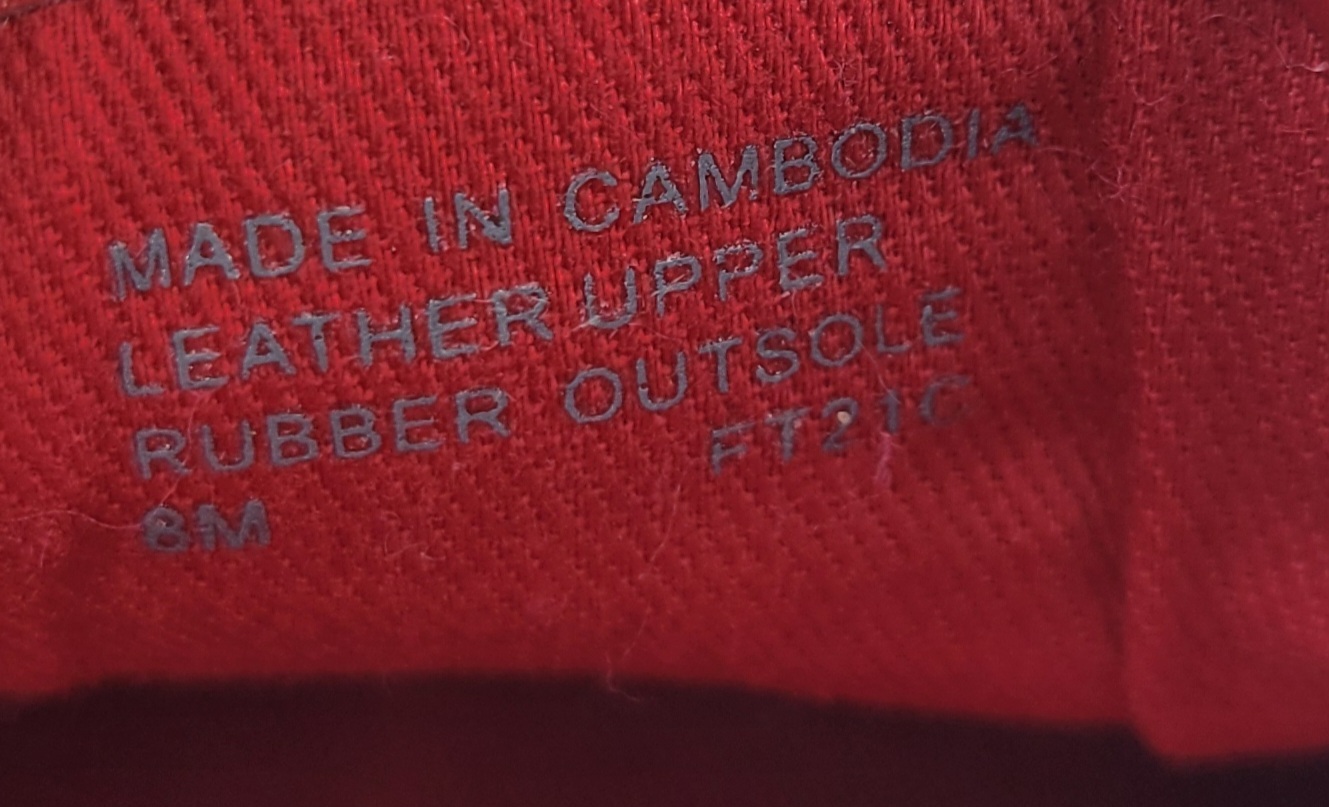 MADE IN CAMBODIA
LEATHER UPPER
RUBBER OUTSOLE
FT21C
8M